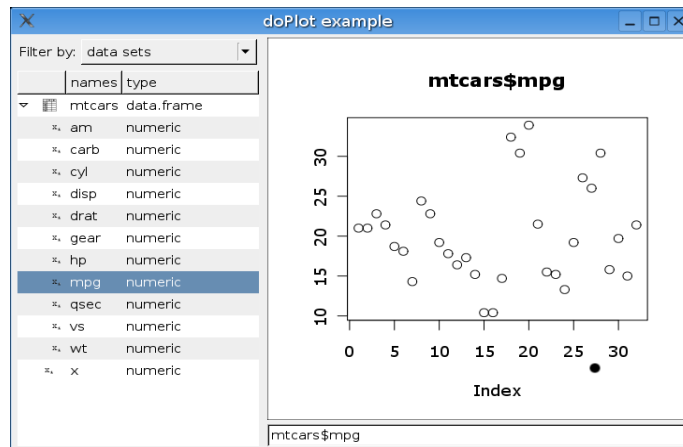 doPlot example
Filter by: data sets
names type
mtcars data.frame
am numeric
carb numeric
cyl numeric
disp numeric
drat numeric
gear numeric
hp numeric
mpg numeric
qsec numeric
vs numeric
wt numeric
x numeric
mtcars$mpg
30
25
20
15
10
0 5 10 15 20 25 30
Index
mtcars$mpg